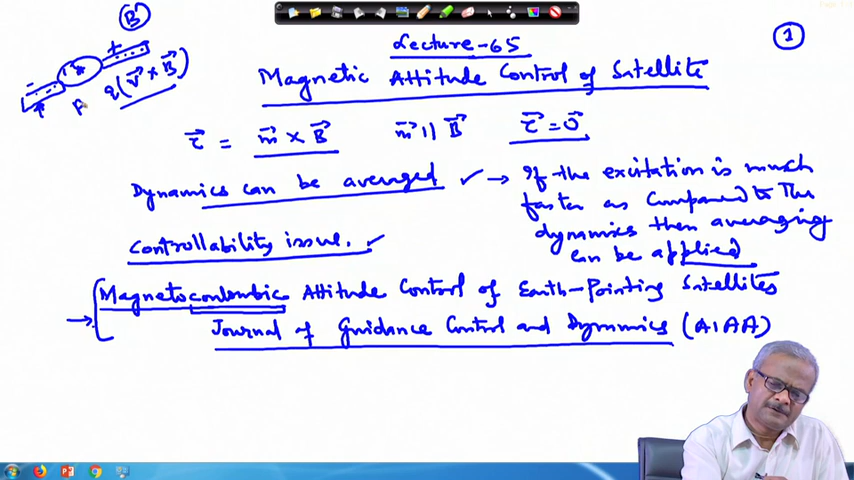 B
1
Lecture-65
Magnetic Attitude Control of Satellite
+
-
q(v⃗ × B⃗)
F
τ⃗ = m⃗ × B⃗   m⃗ || B⃗   τ⃗ = 0⃗
Dynamics can be averaged ✓ → If the excitation is much
faster as compared to the
dynamics then averaging
can be applied
Controllability issue. ✓
→ Magnetocoulombic Attitude Control of Earth-Pointing Satellites
Journal of Guidance Control and Dynamics (AIAA)